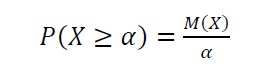 P(X ≥ α) = M(X)/α